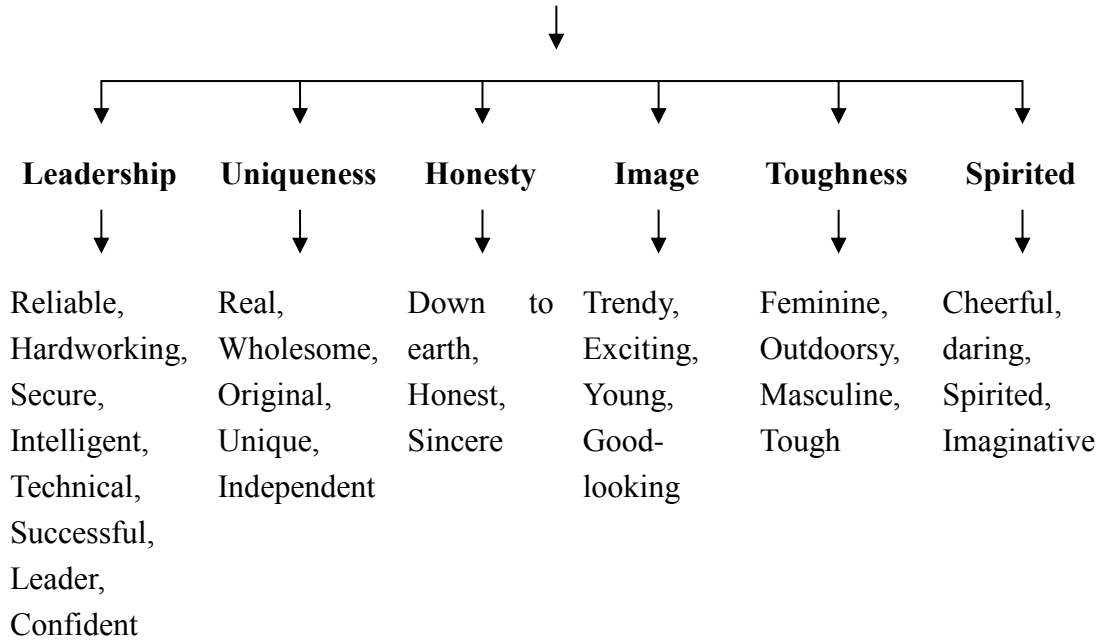 Leadership Uniqueness Honesty Image Toughness Spirited
Reliable,
Hardworking,
Secure,
Intelligent,
Technical,
Successful,
Leader,
Confident
Real,
Wholesome,
Original,
Unique,
Independent
Down to
earth,
Honest,
Sincere
Trendy,
Exciting,
Young,
Good-
looking
Feminine,
Outdoorsy,
Masculine,
Tough
Cheerful,
daring,
Spirited,
Imaginative